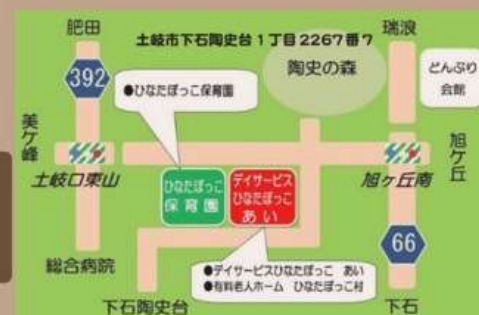 肥田
土岐市下石陶史台1丁目2267番7
瑞浪
392
陶史の森
どんぶり
会館
●ひなたぼっこ保育園
美ケ峰
旭ケ丘
土岐口東山
ひなたぼっこ
保育園
デイサービス
ひなたぼっこ
あい
旭ヶ丘南
総合病院
●デイサービスひなたぼっこ あい
●有料老人ホーム ひなたぼっこ村
66
下石陶史台
下石